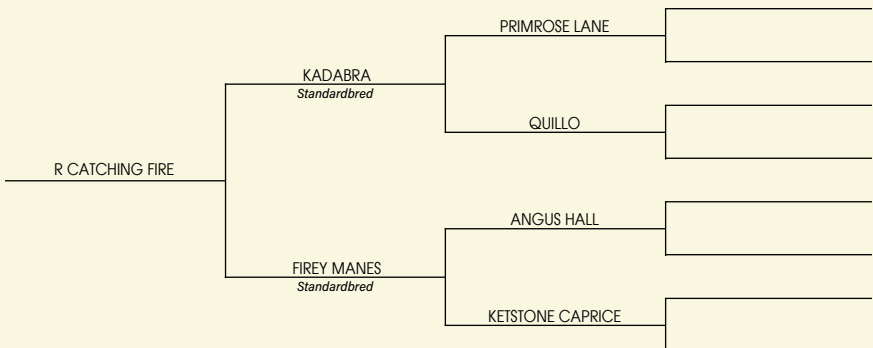 PRIMROSE LANE
KADABRA
Standardbred
QUILLO
R CATCHING FIRE
ANGUS HALL
FIREY MANES
Standardbred
KETSTONE CAPRICE